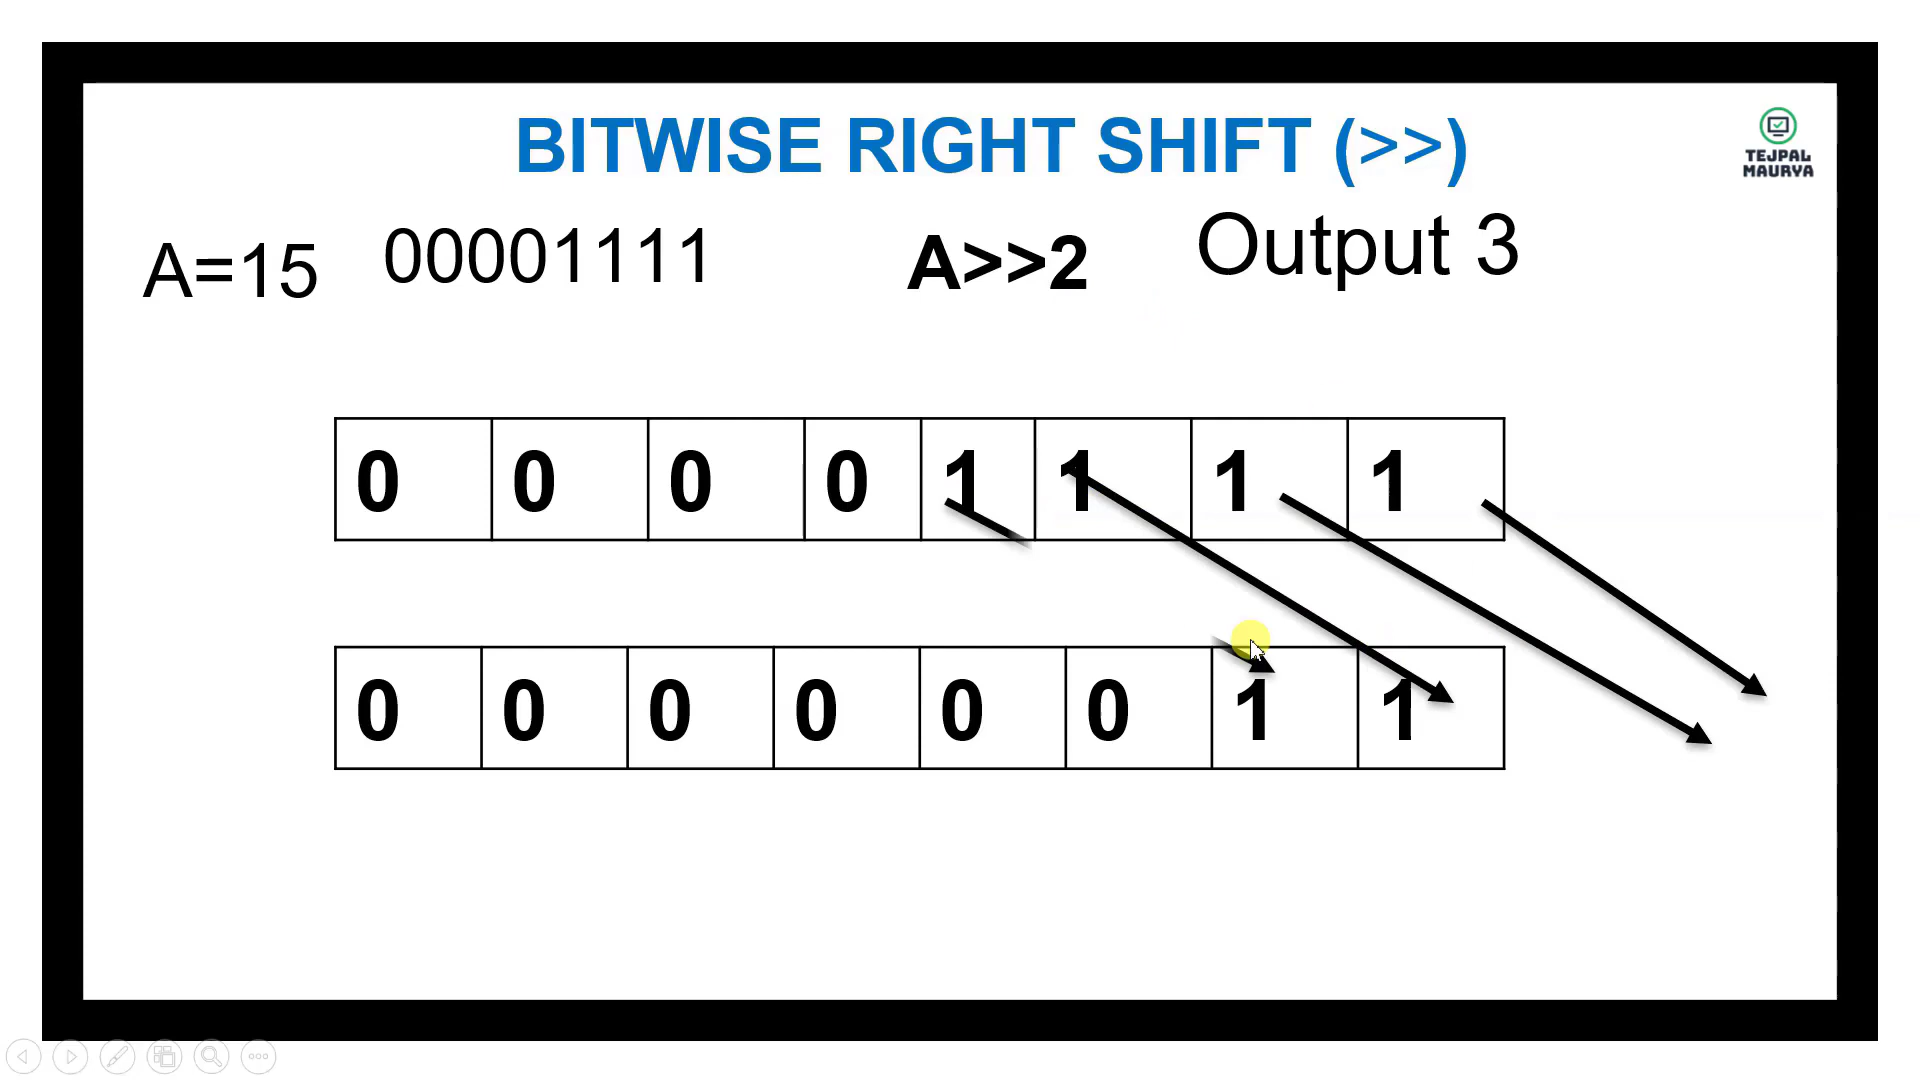 BITWISE RIGHT SHIFT (>>)
TEJPAL
MAURYA
A=15 00001111 A>>2 Output 3
0 0 0 0 1 1 1 1
0 0 0 0 0 0 1 1